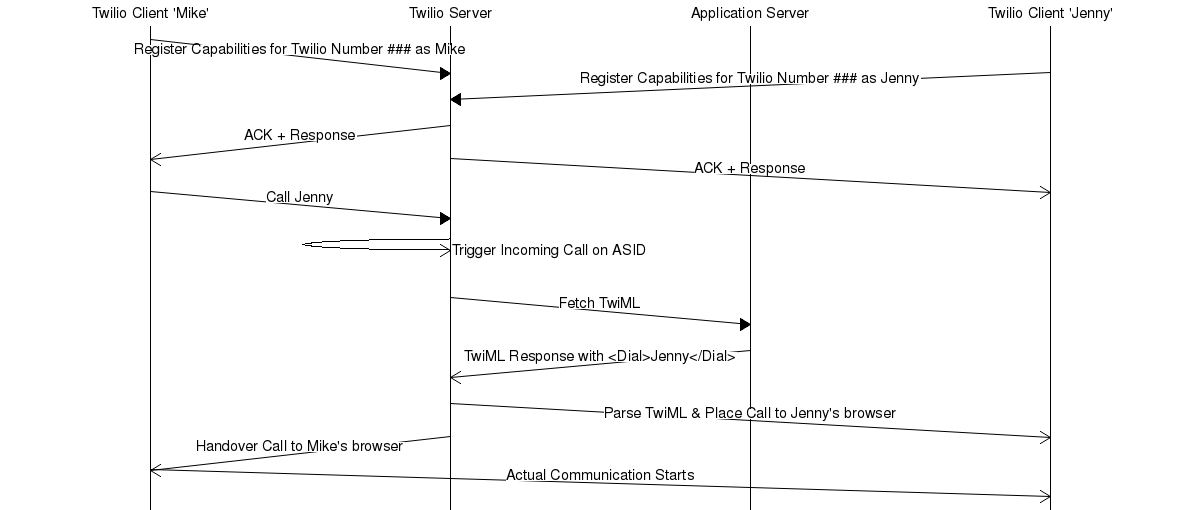 Twilio Client 'Mike'
Twilio Server
Application Server
Twilio Client 'Jenny'
Register Capabilities for Twilio Number ### as Mike
Register Capabilities for Twilio Number ### as Jenny
ACK + Response
ACK + Response
Call Jenny
Trigger Incoming Call on ASID
Fetch TwiML
TwiML Response with <Dial>Jenny</Dial>
Parse TwiML & Place Call to Jenny's browser
Handover Call to Mike's browser
Actual Communication Starts